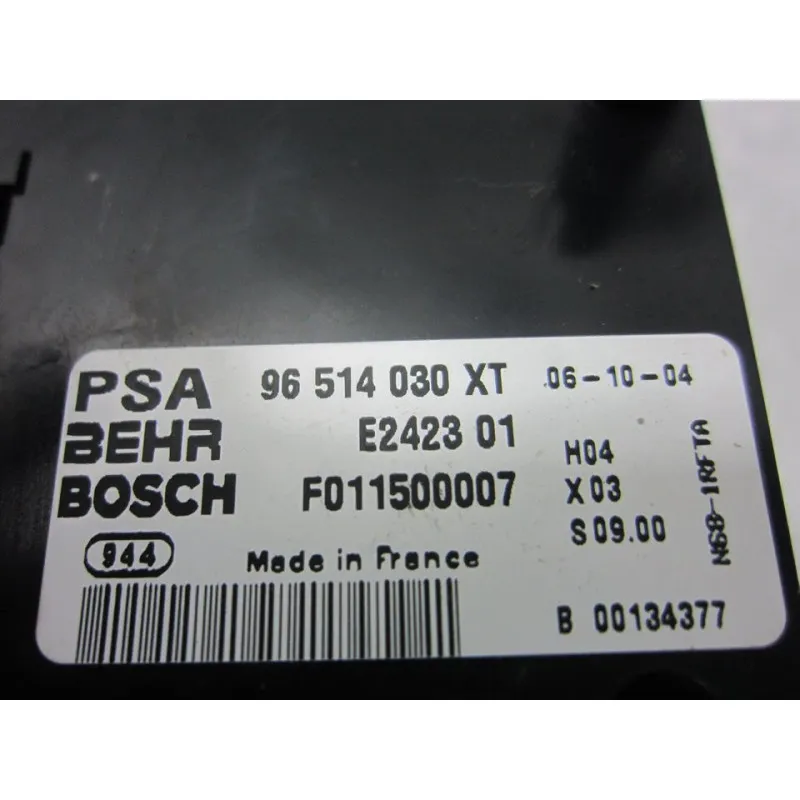 PSA 96 514 030 XT 06-10-04
BEHR E2423 01 H04
BOSCH F011500007 X03
S 09.00
944 Made in France
B 00134377
N68-1RFTA